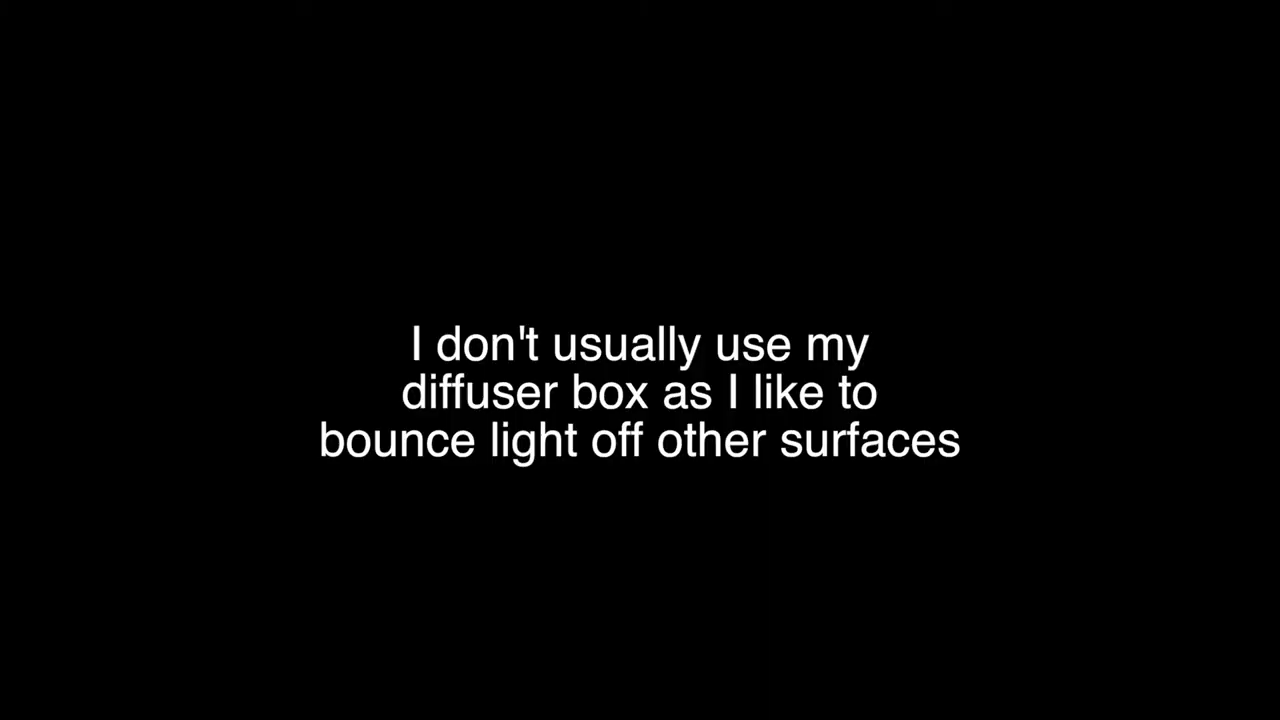 I don't usually use my
diffuser box as I like to
bounce light off other surfaces